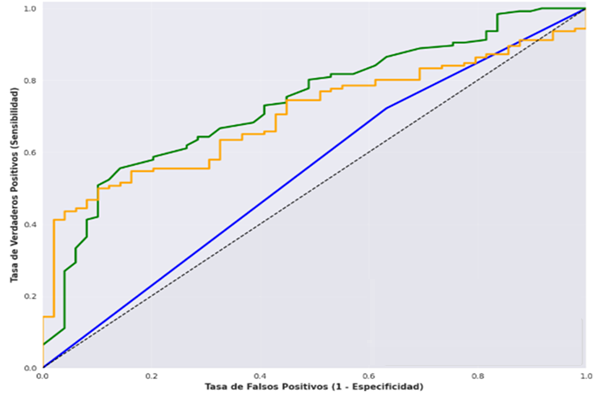 1.0
0.8
0.6
0.4
0.2
0.0
Tasa de Verdaderos Positivos (Sensibilidad)
0.0 0.2 0.4 0.6 0.8 1.0
Tasa de Falsos Positivos (1 - Especificidad)